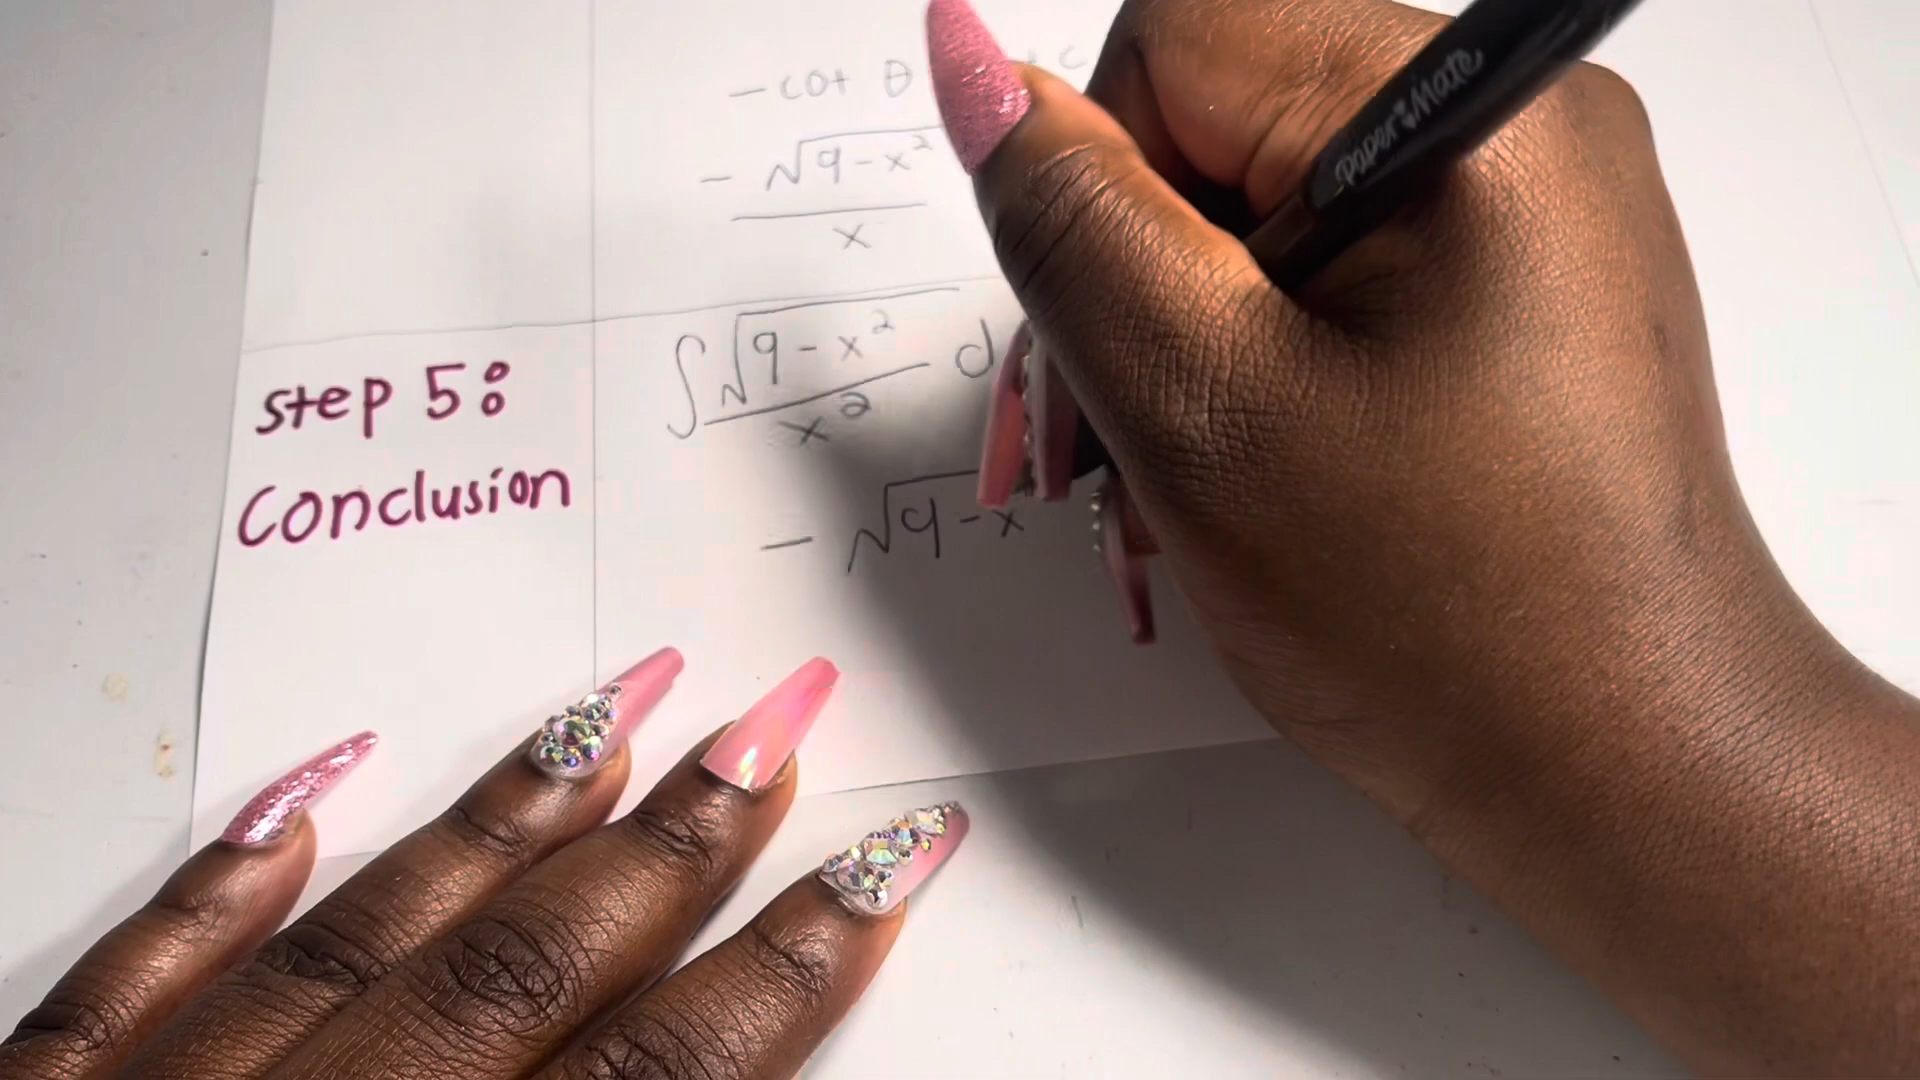 - cot θ + c
- √9-x²
x
step 5:
Conclusion
∫ √9-x² d
x²
- √9-x
Paper Mate